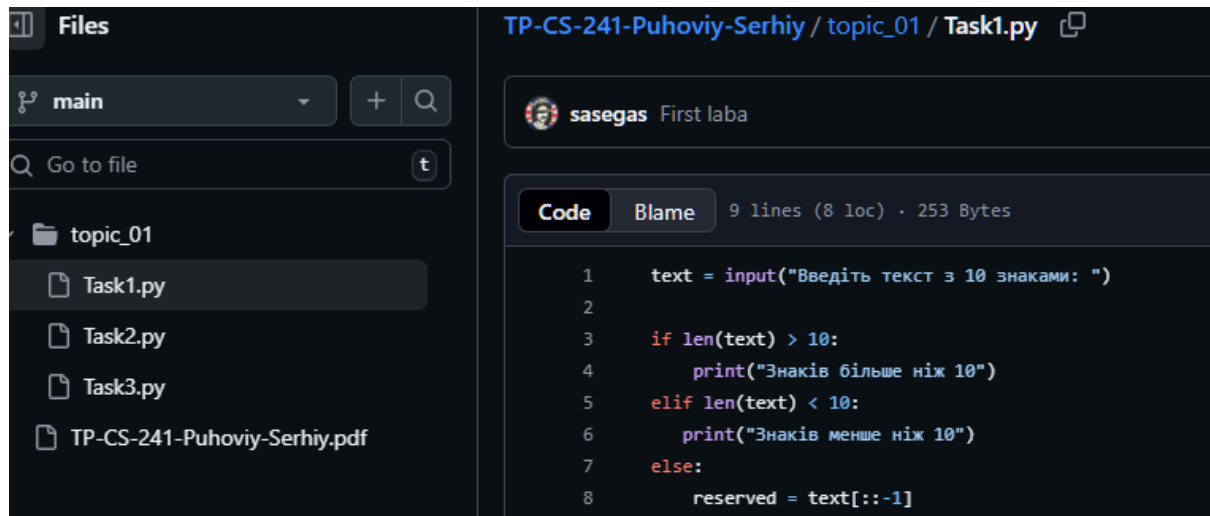 Files
main
Go to file
t
topic_01
Task1.py
Task2.py
Task3.py
TP-CS-241-Puhoviy-Serhiy.pdf
TP-CS-241-Puhoviy-Serhiy / topic_01 / Task1.py
sasegas First laba
Code Blame 9 lines (8 loc) · 253 Bytes
1 text = input("Введіть текст з 10 знаками: ")
2
3 if len(text) > 10:
4 print("Знаків більше ніж 10")
5 elif len(text) < 10:
6 print("Знаків менше ніж 10")
7 else:
8 reserved = text[::-1]